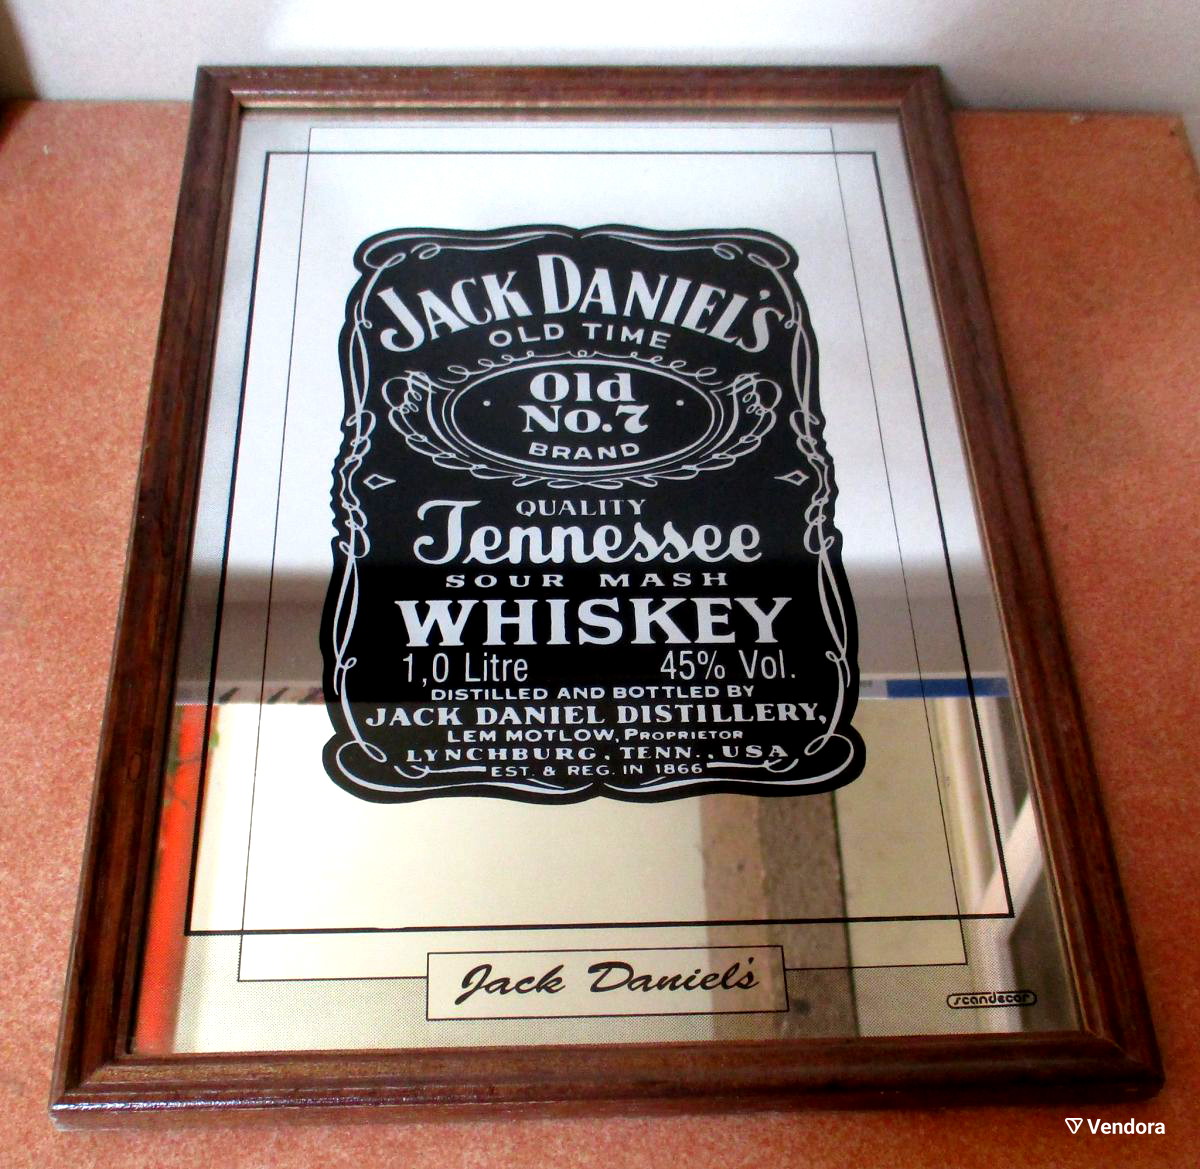 JACK DANIEL'S
OLD TIME
Old
No.7
BRAND
QUALITY
Tennessee
SOUR MASH
WHISKEY
1,0 Litre 45% Vol.
DISTILLED AND BOTTLED BY
JACK DANIEL DISTILLERY,
LEM MOTLOW, PROPRIETOR
LYNCHBURG, TENN., USA
EST. & REG. IN 1866
Jack Daniel's
scandecor
Vendora